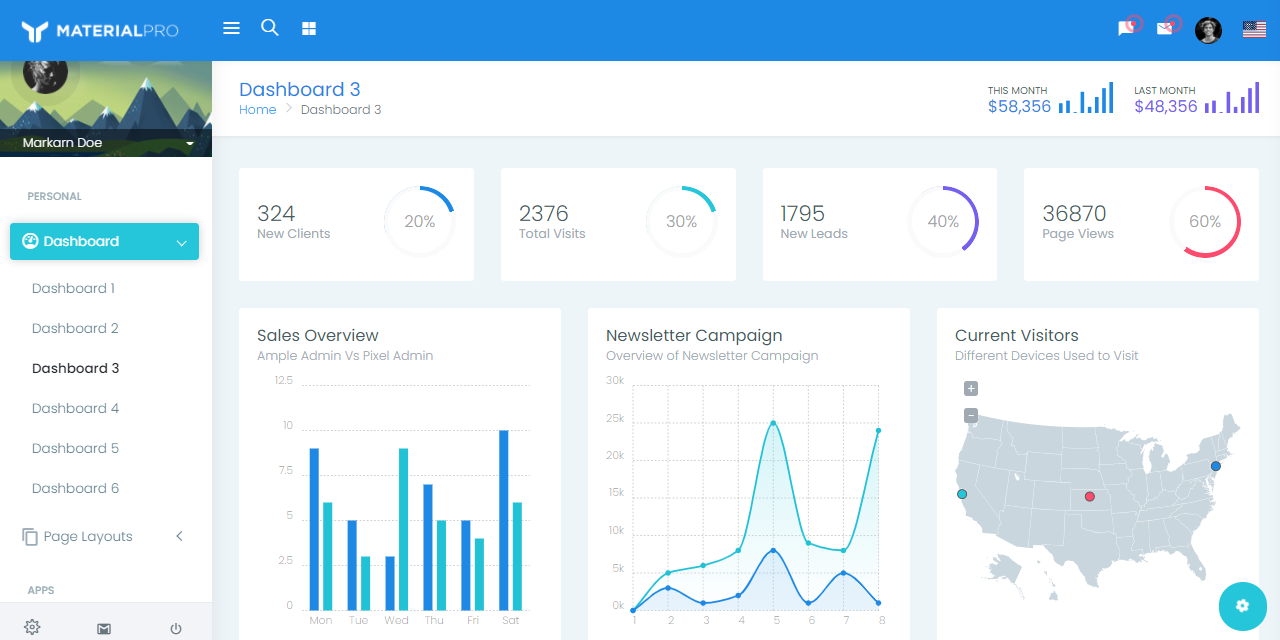 MATERIALPRO
Markarn Doe
PERSONAL
Dashboard
Dashboard 1
Dashboard 2
Dashboard 3
Dashboard 4
Dashboard 5
Dashboard 6
Page Layouts
APPS
Dashboard 3
Home
Dashboard 3
THIS MONTH
$58,356
LAST MONTH
$48,356
324
New Clients
20%
2376
Total Visits
30%
1795
New Leads
40%
36870
Page Views
60%
Sales Overview
Ample Admin Vs Pixel Admin
12.5
10
7.5
5
2.5
0
Mon Tue Wed Thu Fri Sat
Newsletter Campaign
Overview of Newsletter Campaign
30k
25k
20k
15k
10k
5k
0k
1 2 3 4 5 6 7 8
Current Visitors
Different Devices Used to Visit
+
−